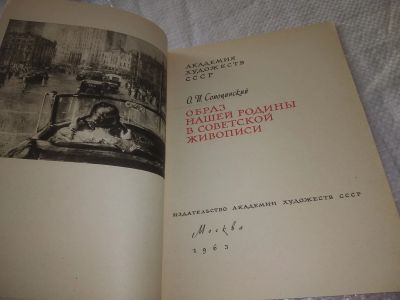 АКАДЕМИЯ
ХУДОЖЕСТВ
СССР
О. И. Сопоцинский
ОБРАЗ
НАШЕЙ РОДИНЫ
В СОВЕТСКОЙ
ЖИВОПИСИ
ИЗДАТЕЛЬСТВО АКАДЕМИИ ХУДОЖЕСТВ СССР
Москва
1963